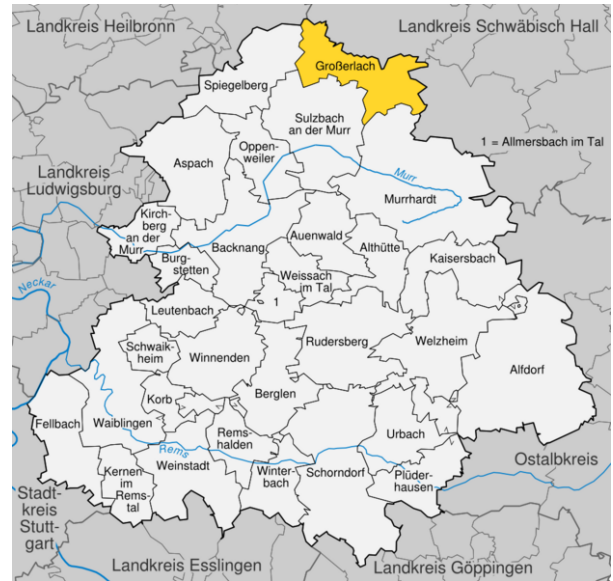 Landkreis Heilbronn
Landkreis Schwäbisch Hall
Großerlach
Spiegelberg
Sulzbach
an der Murr
Oppen-
weiler
1 = Allmersbach im Tal
Aspach
Landkreis
Ludwigsburg
Murr
Murrhardt
Kirch-
berg
an der
Murr
Auenwald
Backnang
Althütte
Burg-
stetten
Kaisersbach
Weissach
im Tal
Neckar
1
Leutenbach
Schwaik-
heim
Winnenden
Rudersberg
Welzheim
Alfdorf
Berglen
Korb
Fellbach
Waiblingen
Rems-
halden
Urbach
Rems
Weinstadt
Ostalbkreis
Kernen
im
Rems-
tal
Winter-
bach
Schorndorf
Plüder-
hausen
Stadt-
kreis
Stutt-
gart
Landkreis Esslingen
Landkreis Göppingen